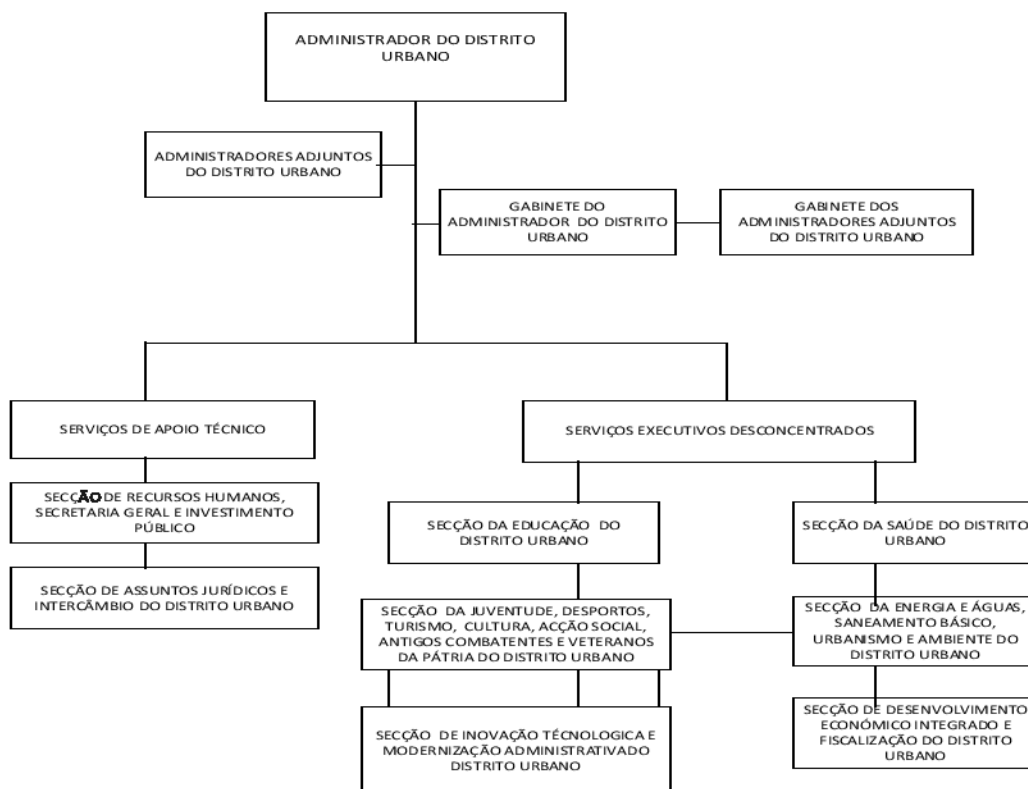 ADMINISTRADOR DO DISTRITO
URBANO
ADMINISTRADORES ADJUNTOS
DO DISTRITO URBANO
GABINETE DO
ADMINISTRADOR DO DISTRITO
URBANO
GABINETE DOS
ADMINISTRADORES ADJUNTOS
DO DISTRITO URBANO
SERVIÇOS DE APOIO TÉCNICO
SERVIÇOS EXECUTIVOS DESCONCENTRADOS
SECÇÃO DE RECURSOS HUMANOS,
SECRETARIA GERAL E INVESTIMENTO
PÚBLICO
SECÇÃO DE ASSUNTOS JURÍDICOS E
INTERCÂMBIO DO DISTRITO URBANO
SECÇÃO DA EDUCAÇÃO DO
DISTRITO URBANO
SECÇÃO DA SAÚDE DO DISTRITO
URBANO
SECÇÃO DA JUVENTUDE, DESPORTOS,
TURISMO, CULTURA, ACÇÃO SOCIAL,
ANTIGOS COMBATENTES E VETERANOS
DA PÁTRIA DO DISTRITO URBANO
SECÇÃO DA ENERGIA E ÁGUAS,
SANEAMENTO BÁSICO,
URBANISMO E AMBIENTE DO
DISTRITO URBANO
SECÇÃO DE INOVAÇÃO TÉCNOLOGICA E
MODERNIZAÇÃO ADMINISTRATIVADO
DISTRITO URBANO
SECÇÃO DE DESENVOLVIMENTO
ECONÓMICO INTEGRADO E
FISCALIZAÇÃO DO DISTRITO
URBANO